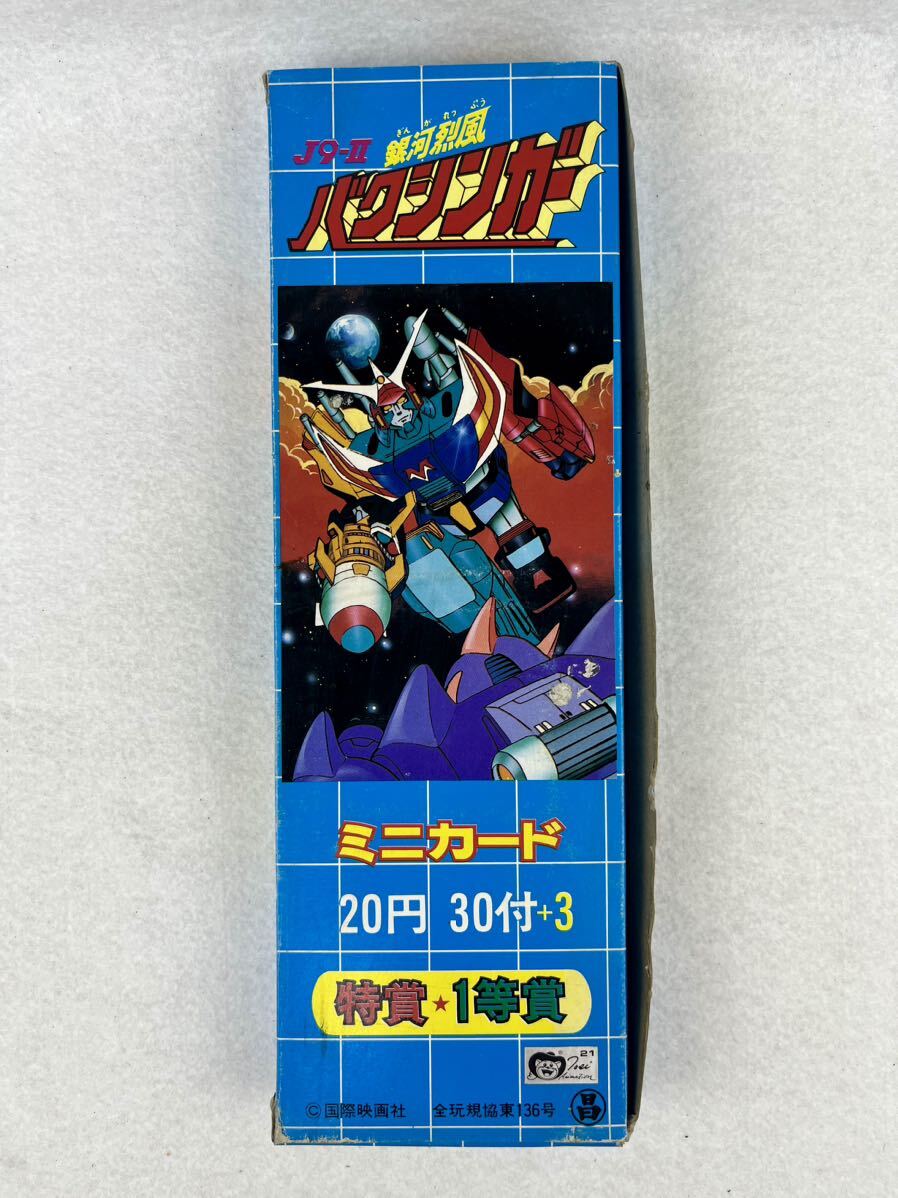 ぎんがれっぷう
J9-II 銀河烈風
バクシンガー
ミニカード
20円 30付+3
特賞★1等賞
21
Toei
Animation
©国際映画社 全玩規協東136号 昌